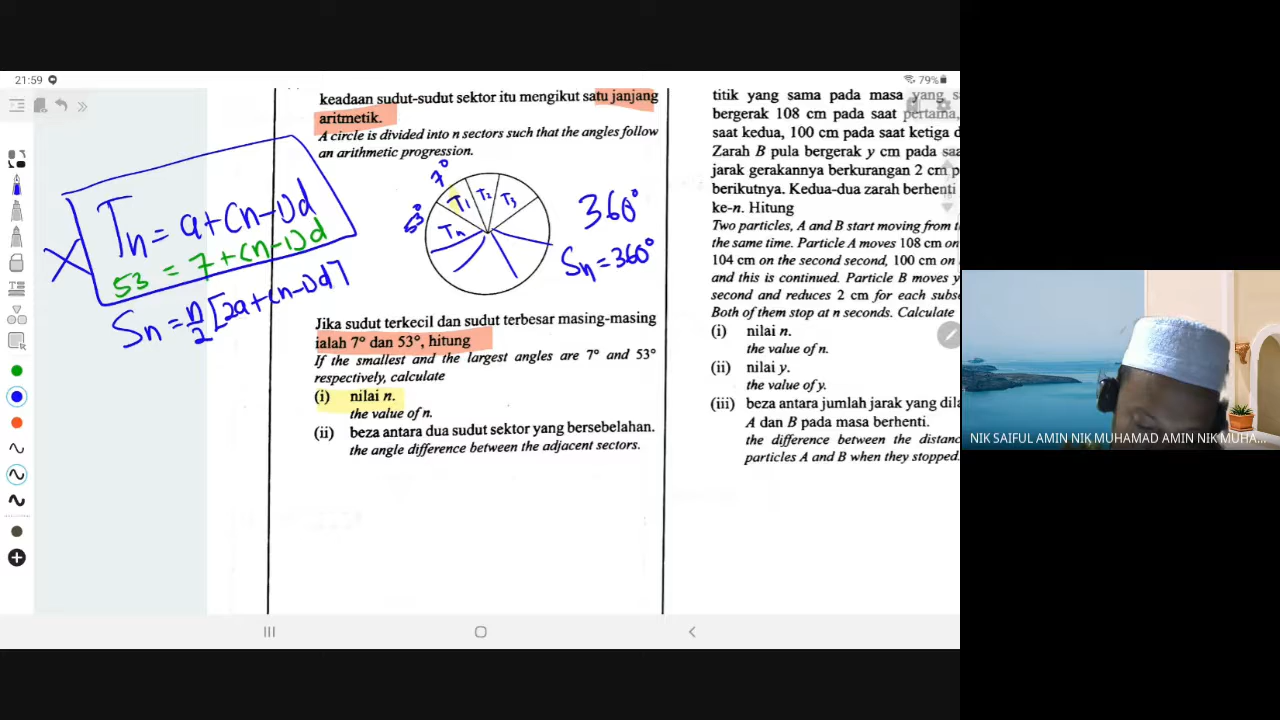 21:59
79%
keadaan sudut-sudut sektor itu mengikut satu janjang
aritmetik.
A circle is divided into n sectors such that the angles follow
an arithmetic progression.
7°
53°
T1
T2
T3
Tn
360°
Sn = 360°
Tn = a + (n-1)d
53 = 7 + (n-1)d
Sn = n/2 [2a + (n-1)d]
Jika sudut terkecil dan sudut terbesar masing-masing
ialah 7° dan 53°, hitung
If the smallest and the largest angles are 7° and 53°
respectively, calculate
(i) nilai n.
the value of n.
(ii) beza antara dua sudut sektor yang bersebelahan.
the angle difference between the adjacent sectors.
titik yang sama pada masa yang s
bergerak 108 cm pada saat pertama,
saat kedua, 100 cm pada saat ketiga d
Zarah B pula bergerak y cm pada saa
jarak gerakannya berkurangan 2 cm p
berikutnya. Kedua-dua zarah berhenti
ke-n. Hitung
Two particles, A and B start moving from t
the same time. Particle A moves 108 cm on
104 cm on the second second, 100 cm on
and this is continued. Particle B moves y
second and reduces 2 cm for each subse
Both of them stop at n seconds. Calculate
(i) nilai n.
the value of n.
(ii) nilai y.
the value of y.
(iii) beza antara jumlah jarak yang dila
A dan B pada masa berhenti.
the difference between the distanc
particles A and B when they stopped.
NIK SAIFUL AMIN NIK MUHAMAD AMIN NIK MUHA...